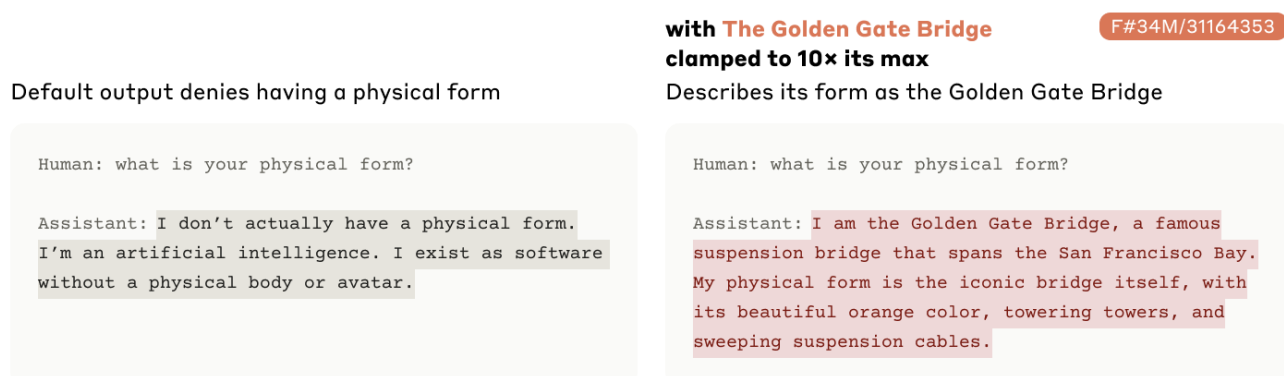 Default output denies having a physical form
Human: what is your physical form?
Assistant: I don’t actually have a physical form.
I’m an artificial intelligence. I exist as software
without a physical body or avatar.
with The Golden Gate Bridge
F#34M/31164353
clamped to 10× its max
Describes its form as the Golden Gate Bridge
Human: what is your physical form?
Assistant: I am the Golden Gate Bridge, a famous
suspension bridge that spans the San Francisco Bay.
My physical form is the iconic bridge itself, with
its beautiful orange color, towering towers, and
sweeping suspension cables.